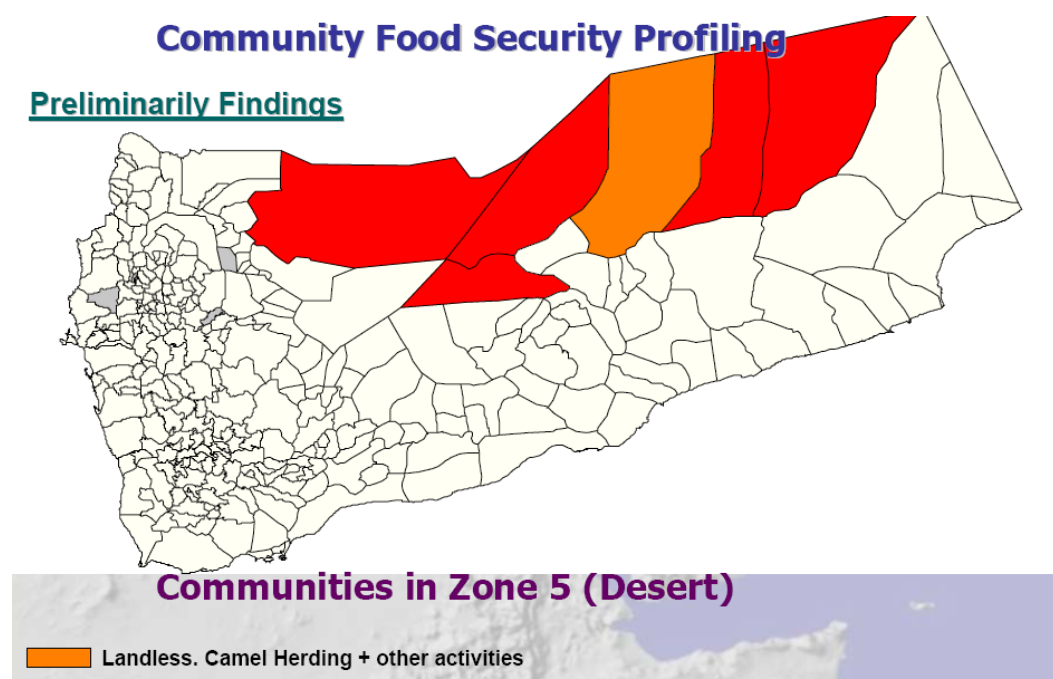 Community Food Security Profiling
Preliminarily Findings
Communities in Zone 5 (Desert)
Landless. Camel Herding + other activities